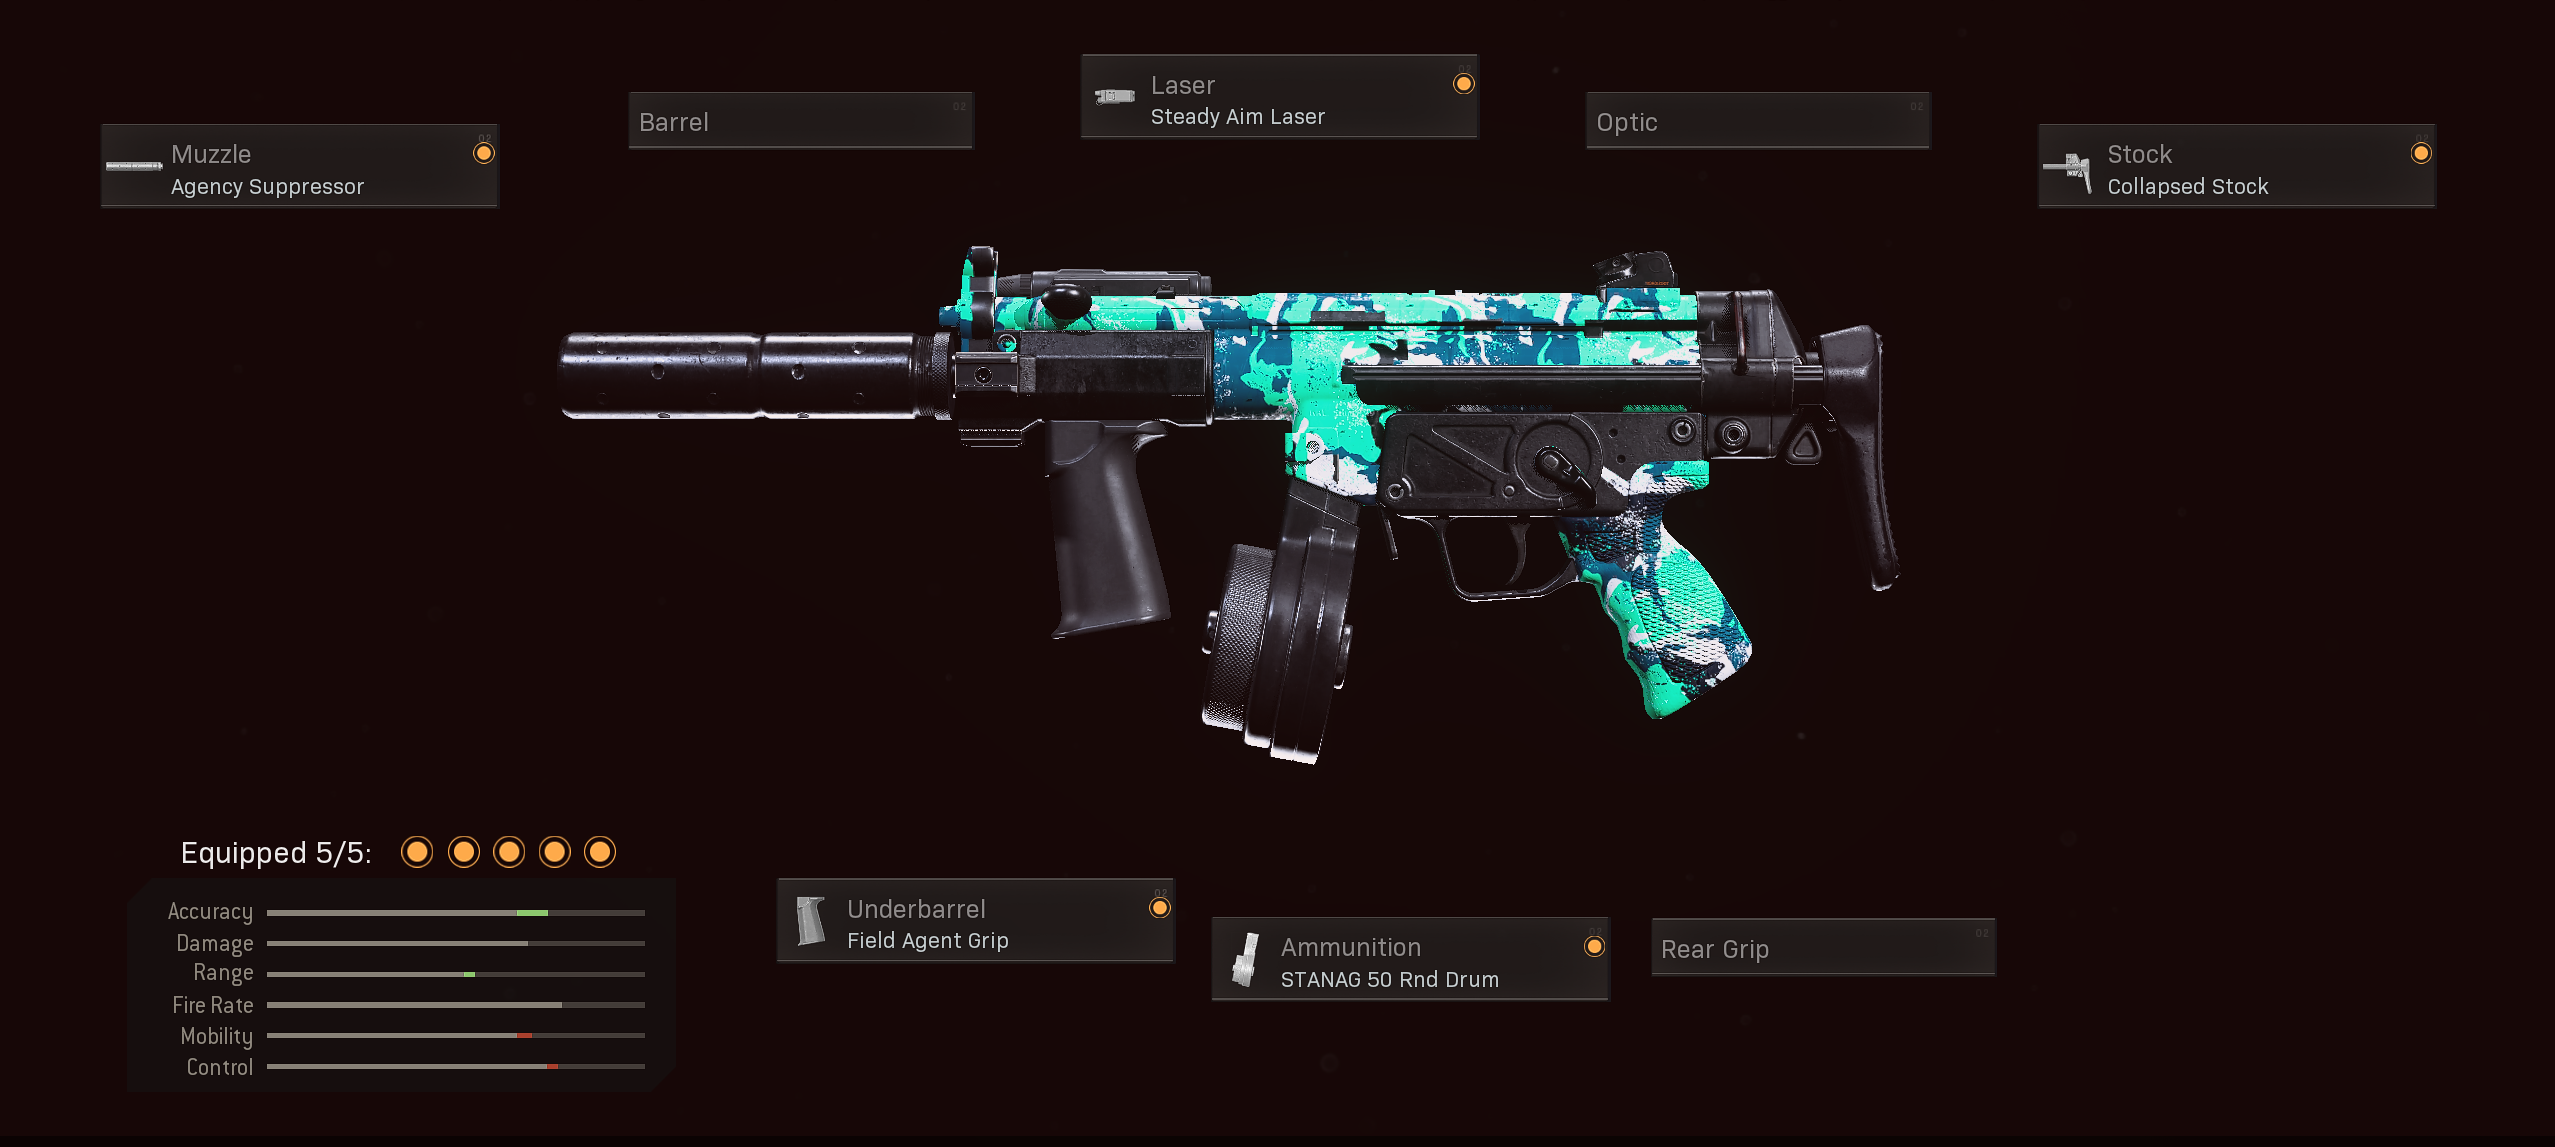 Laser
Steady Aim Laser
Barrel
Optic
Muzzle
Agency Suppressor
Stock
Collapsed Stock
Equipped 5/5:
Accuracy
Damage
Range
Fire Rate
Mobility
Control
Underbarrel
Field Agent Grip
Ammunition
STANAG 50 Rnd Drum
Rear Grip